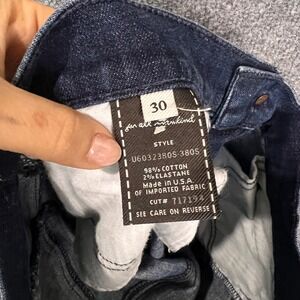 30
for all mankind
STYLE
U6032380S-380S
98% COTTON
2% ELASTANE
Made in U.S.A.
OF IMPORTED FABRIC
CUT# 717194
SEE CARE ON REVERSE